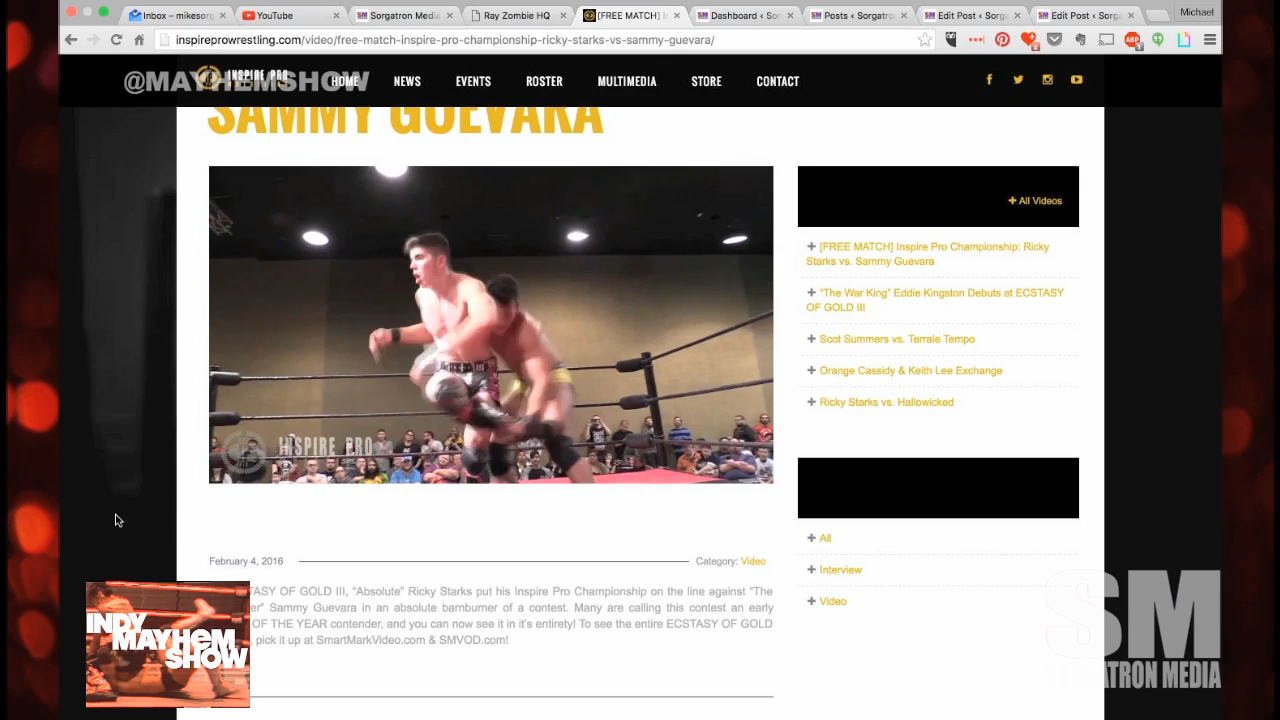 Inbox – mikesorg
YouTube
Sorgatron Media
Ray Zombie HQ
[FREE MATCH] I
Dashboard ‹ Sor
Posts ‹ Sorgatro
Edit Post ‹ Sorga
Edit Post ‹ Sorga
Michael
inspireprowrestling.com/video/free-match-inspire-pro-championship-ricky-starks-vs-sammy-guevara/
@MAYHEMSHOW
INSPIRE PRO
HOME
NEWS
EVENTS
ROSTER
MULTIMEDIA
STORE
CONTACT
SAMMY GUEVARA
INSPIRE PRO
February 4, 2016
Category: Video
TASY OF GOLD III, “Absolute” Ricky Starks put his Inspire Pro Championship on the line against “The
er” Sammy Guevara in an absolute barnburner of a contest. Many are calling this contest an early
OF THE YEAR contender, and you can now see it in it’s entirety! To see the entire ECSTASY OF GOLD
pick it up at SmartMarkVideo.com & SMVOD.com!
+ All Videos
+ [FREE MATCH] Inspire Pro Championship: Ricky
Starks vs. Sammy Guevara
+ “The War King” Eddie Kingston Debuts at ECSTASY
OF GOLD III
+ Scot Summers vs. Terrale Tempo
+ Orange Cassidy & Keith Lee Exchange
+ Ricky Starks vs. Hallowicked
+ All
+ Interview
+ Video
INDY
MAYHEM
SHOW
SM
ATRON MEDIA